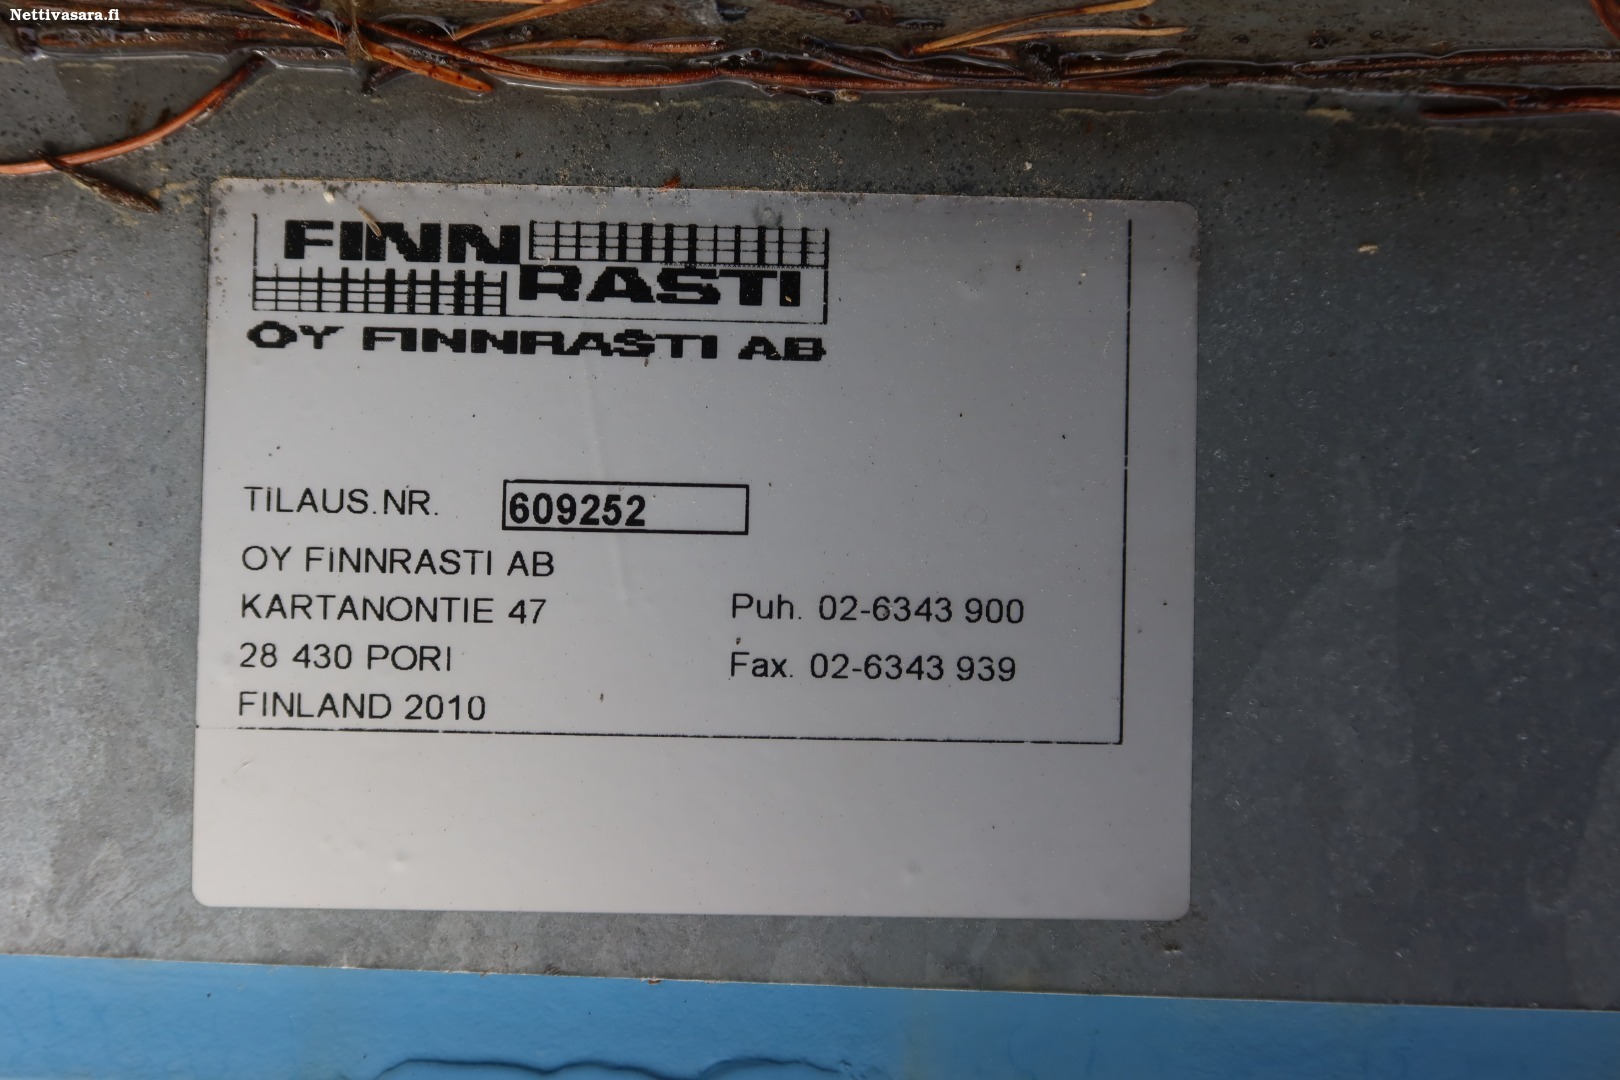 Nettivasara.fi
FINN
RASTI
OY FINNRASTI AB
TILAUS.NR. 609252
OY FINNRASTI AB
KARTANONTIE 47 Puh. 02-6343 900
28 430 PORI Fax. 02-6343 939
FINLAND 2010